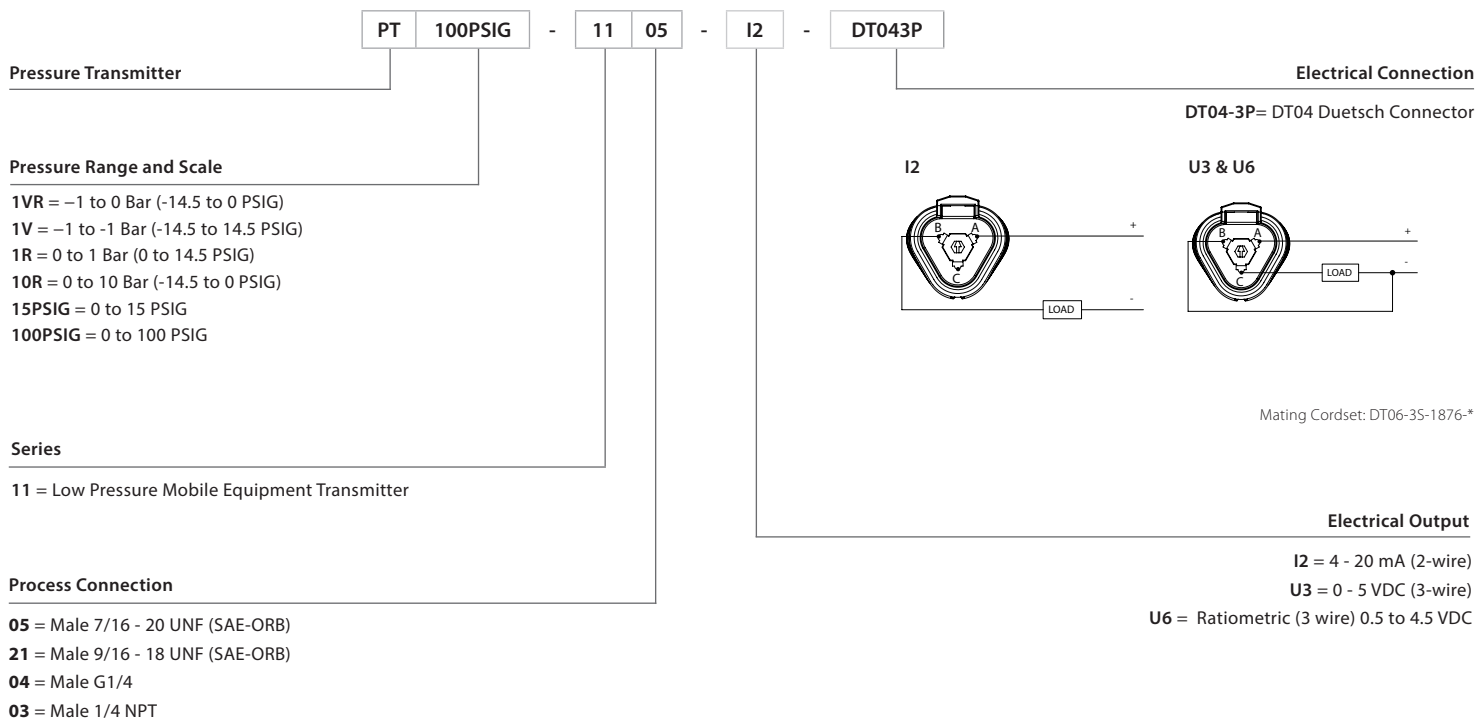 PT 100PSIG - 11 05 - I2 - DT043P
Pressure Transmitter
Electrical Connection
DT04-3P= DT04 Duetsch Connector
Pressure Range and Scale
1VR = −1 to 0 Bar (-14.5 to 0 PSIG)
1V = −1 to -1 Bar (-14.5 to 14.5 PSIG)
1R = 0 to 1 Bar (0 to 14.5 PSIG)
10R = 0 to 10 Bar (-14.5 to 0 PSIG)
15PSIG = 0 to 15 PSIG
100PSIG = 0 to 100 PSIG
I2
B A
C
+
LOAD
-
U3 & U6
B A
C
+
-
LOAD
Mating Cordset: DT06-3S-1876-*
Series
11 = Low Pressure Mobile Equipment Transmitter
Electrical Output
I2 = 4 - 20 mA (2-wire)
U3 = 0 - 5 VDC (3-wire)
U6 = Ratiometric (3 wire) 0.5 to 4.5 VDC
Process Connection
05 = Male 7/16 - 20 UNF (SAE-ORB)
21 = Male 9/16 - 18 UNF (SAE-ORB)
04 = Male G1/4
03 = Male 1/4 NPT